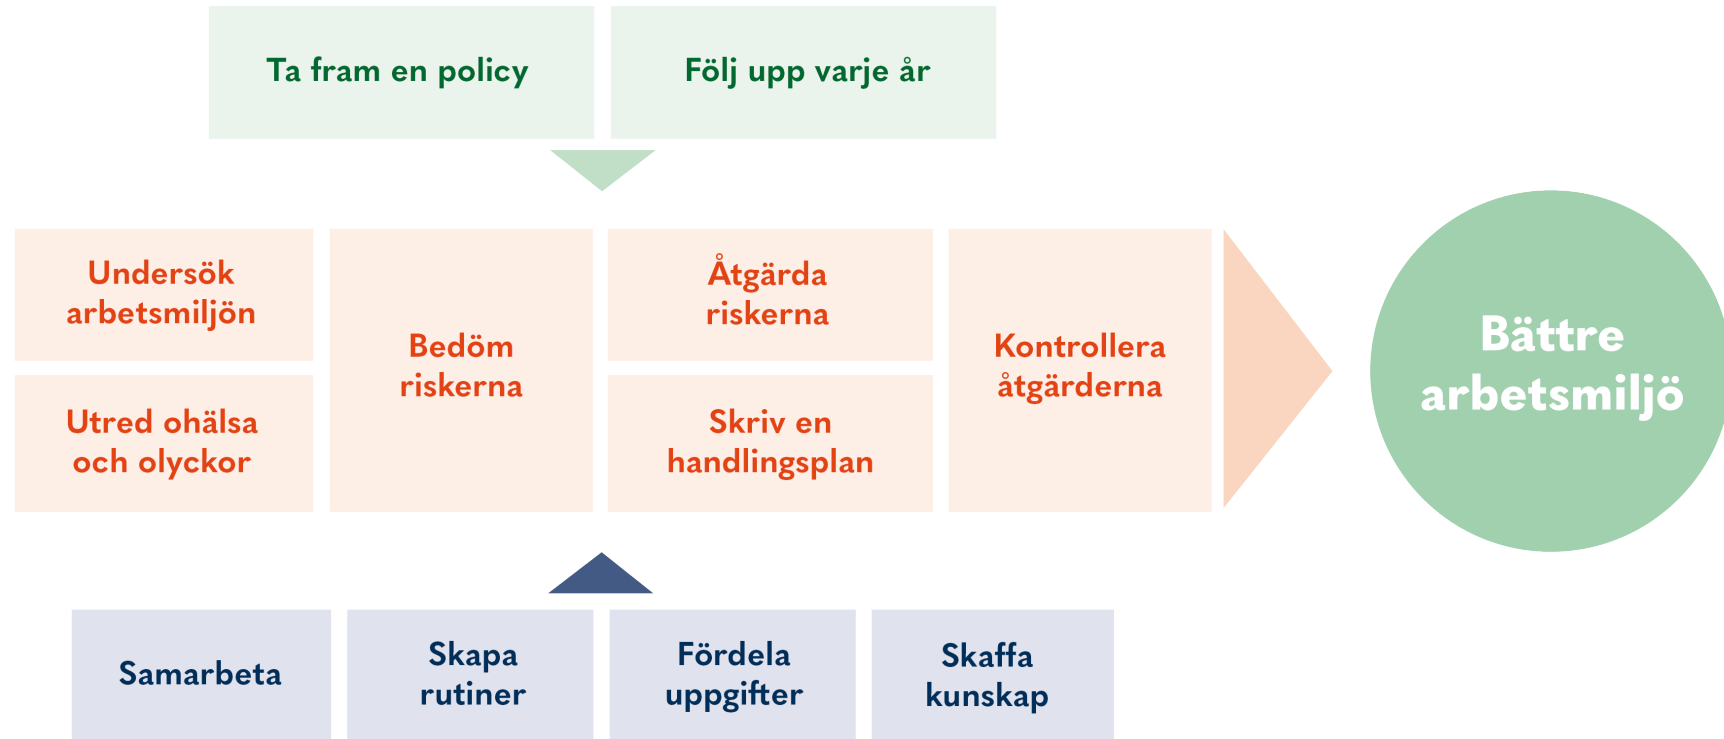 Ta fram en policy
Följ upp varje år
Undersök
arbetsmiljön
Utred ohälsa
och olyckor
Bedöm
riskerna
Åtgärda
riskerna
Skriv en
handlingsplan
Kontrollera
åtgärderna
Bättre
arbetsmiljö
Samarbeta
Skapa
rutiner
Fördela
uppgifter
Skaffa
kunskap